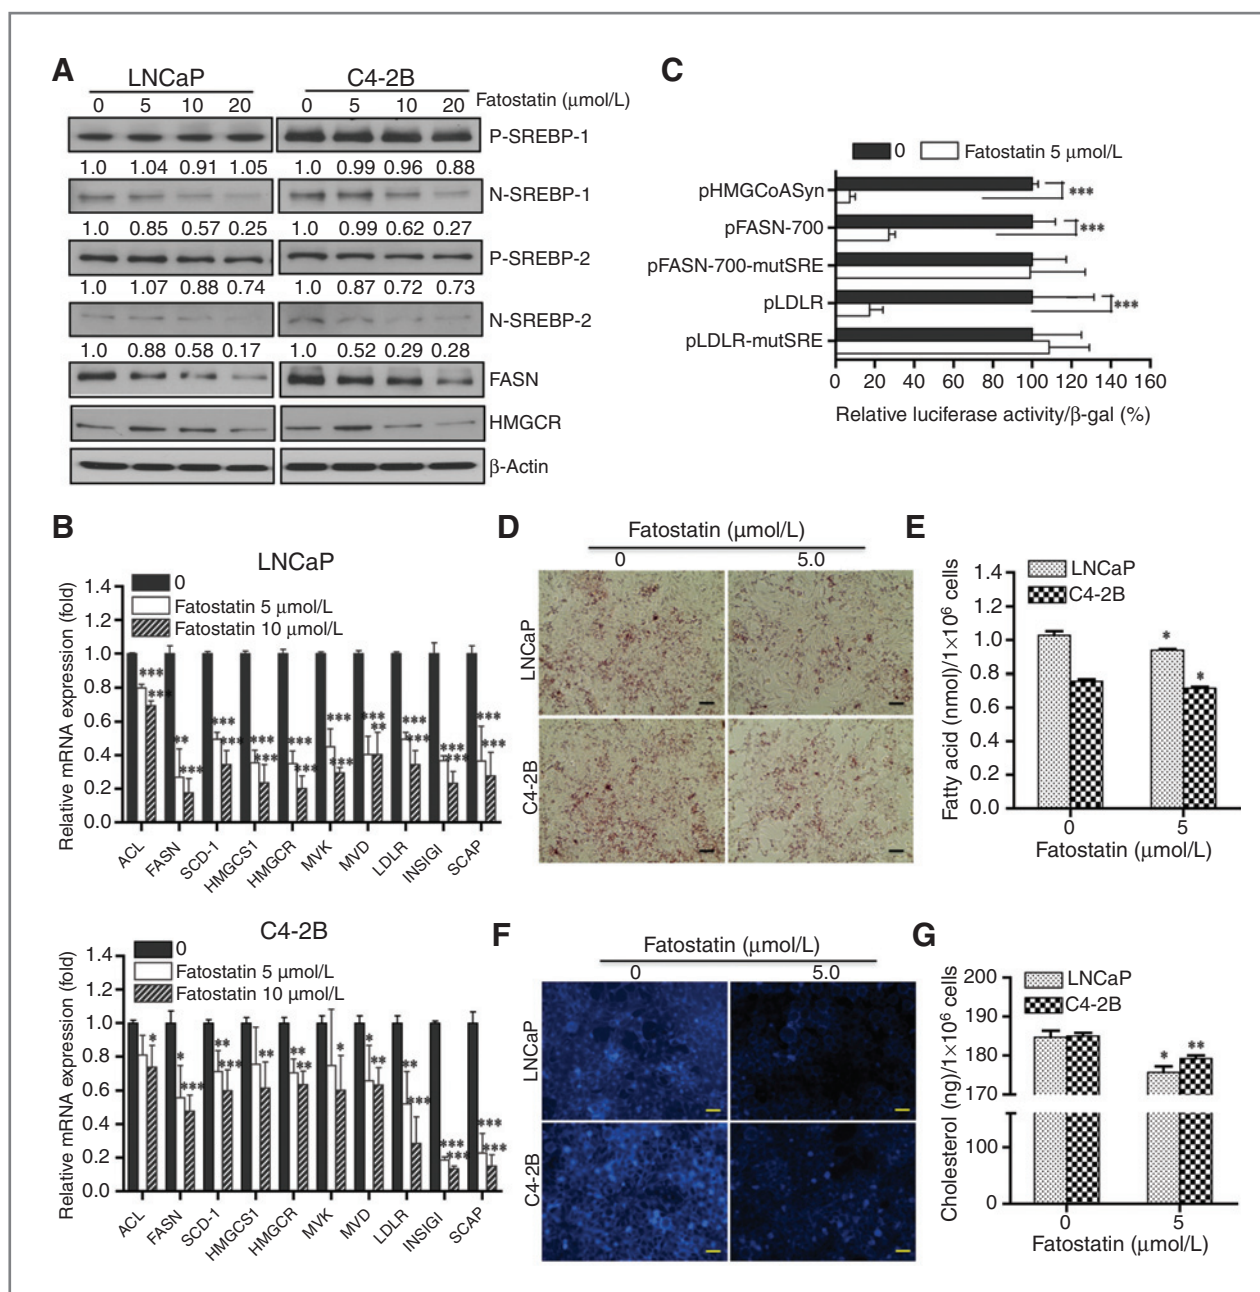 A
LNCaP C4-2B
0 5 10 20 0 5 10 20 Fatostatin (μmol/L)
P-SREBP-1
1.0 1.04 0.91 1.05 1.0 0.99 0.96 0.88
N-SREBP-1
1.0 0.85 0.57 0.25 1.0 0.99 0.62 0.27
P-SREBP-2
1.0 1.07 0.88 0.74 1.0 0.87 0.72 0.73
N-SREBP-2
1.0 0.88 0.58 0.17 1.0 0.52 0.29 0.28
FASN
HMGCR
β-Actin
C
0 Fatostatin 5 μmol/L
pHMGCoASyn ***
pFASN-700 ***
pFASN-700-mutSRE
pLDLR ***
pLDLR-mutSRE
0 20 40 60 80 100 120 140 160
Relative luciferase activity/β-gal (%)
B
LNCaP
0
Fatostatin 5 μmol/L
Fatostatin 10 μmol/L
Relative mRNA expression (fold)
1.4
1.2
1.0
0.8
0.6
0.4
0.2
0.0
*** *** ** *** *** *** *** *** *** *** *** *** *** ** *** *** *** *** *** ***
ACL FASN SCD-1 HMGCS1 HMGCR MVK MVD LDLR INSIGI SCAP
C4-2B
0
Fatostatin 5 μmol/L
Fatostatin 10 μmol/L
Relative mRNA expression (fold)
1.4
1.2
1.0
0.8
0.6
0.4
0.2
0.0
* * *** ** *** ** ** ** * * ** ** *** *** *** *** ***
ACL FASN SCD-1 HMGCS1 HMGCR MVK MVD LDLR INSIGI SCAP
D
Fatostatin (μmol/L)
0 5.0
LNCaP
C4-2B
E
LNCaP
C4-2B
Fatty acid (nmol)/1×10⁶ cells
1.4
1.2
1.0
0.8
0.6
0.4
0.2
0.0
* *
0 5
Fatostatin (μmol/L)
F
Fatostatin (μmol/L)
0 5.0
LNCaP
C4-2B
G
LNCaP
C4-2B
Cholesterol (ng)/1×10⁶ cells
200
190
180
170
100
0
* **
0 5
Fatostatin (μmol/L)